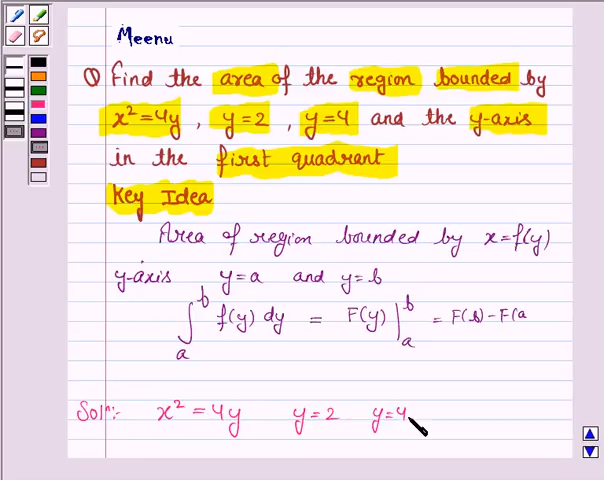 Meenu
Q Find the area of the region bounded by
x² = 4y , y = 2 , y = 4 and the y-axis
in the first quadrant
Key Idea
Area of region bounded by x = f(y)
y-axis y = a and y = b
∫ₐᵇ f(y) dy = F(y) |ₐᵇ = F(b) - F(a
Solⁿ:- x² = 4y y = 2 y = 4